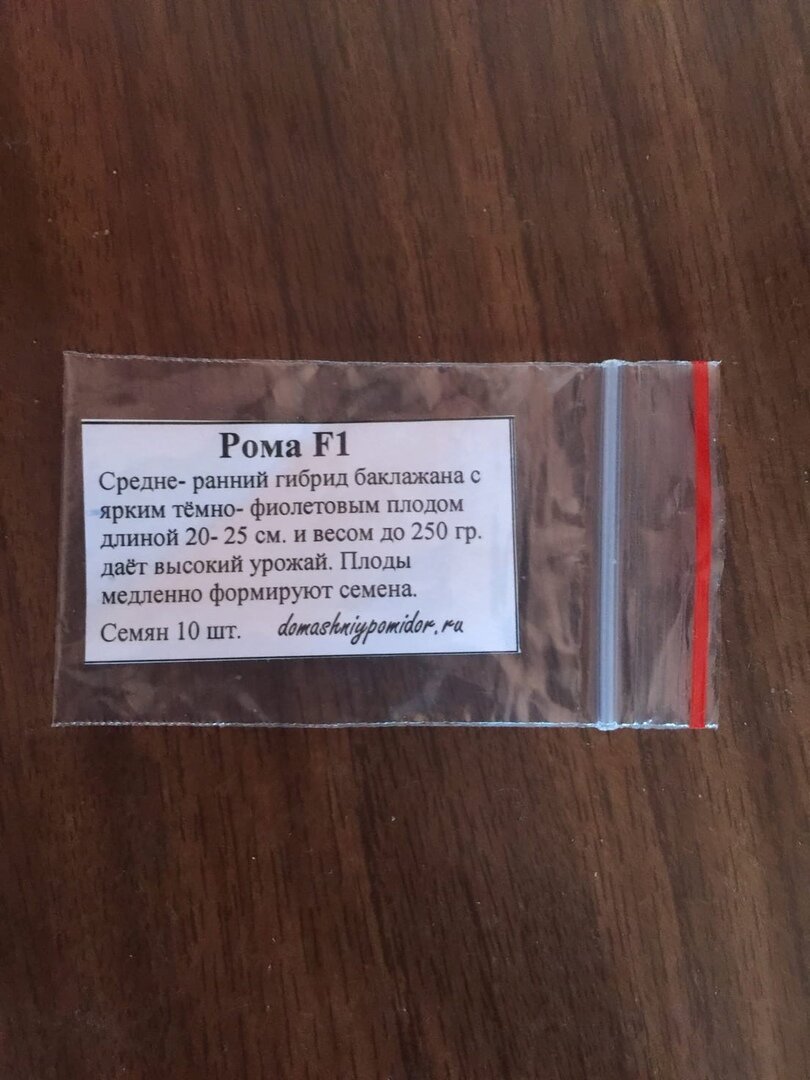 Рома F1
Средне- ранний гибрид баклажана с
ярким тёмно- фиолетовым плодом
длиной 20- 25 см. и весом до 250 гр.
даёт высокий урожай. Плоды
медленно формируют семена.
Семян 10 шт. domashniypomidor.ru